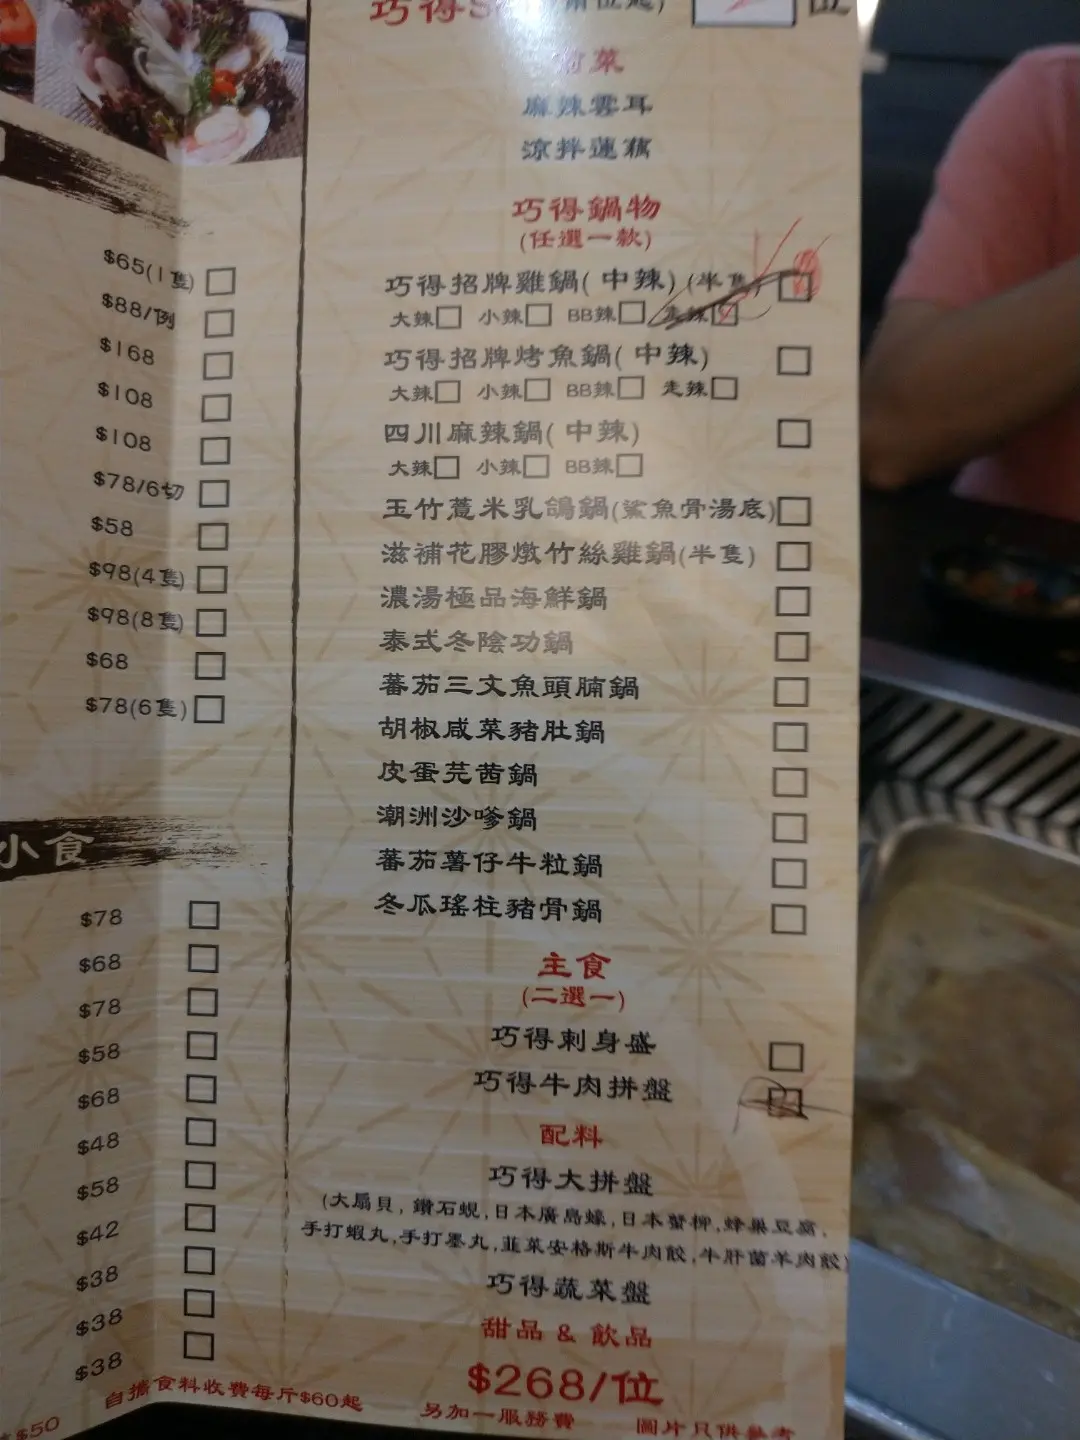 $65(1隻)
$88/例
$168
$108
$108
$78/6切
$58
$98(4隻)
$98(8隻)
$68
$78(6隻)
小食
$78
$68
$78
$58
$68
$48
$58
$42
$38
$38
$38
自攜食料收費每斤$60起
$50
巧得
位
菜
麻辣雲耳
涼拌蓮藕
巧得鍋物
(任選一款)
巧得招牌雞鍋(中辣)(半隻)
大辣 小辣 BB辣 走辣
巧得招牌烤魚鍋(中辣)
大辣 小辣 BB辣 走辣
四川麻辣鍋(中辣)
大辣 小辣 BB辣
玉竹薏米乳鴿鍋(鯊魚骨湯底)
滋補花膠燉竹絲雞鍋(半隻)
濃湯極品海鮮鍋
泰式冬陰功鍋
蕃茄三文魚頭腩鍋
胡椒咸菜豬肚鍋
皮蛋芫茜鍋
潮洲沙嗲鍋
蕃茄薯仔牛粒鍋
冬瓜瑤柱豬骨鍋
主食
(二選一)
巧得刺身盛
巧得牛肉拼盤
配料
巧得大拼盤
(大扇貝,鑽石蜆,日本廣島蠔,日本蟹柳,蜂巢豆腐,
手打蝦丸,手打墨丸,韮菜安格斯牛肉餃,牛肝菌羊肉餃)
巧得蔬菜盤
甜品 & 飲品
$268/位
另加一服務費 圖片只供參考